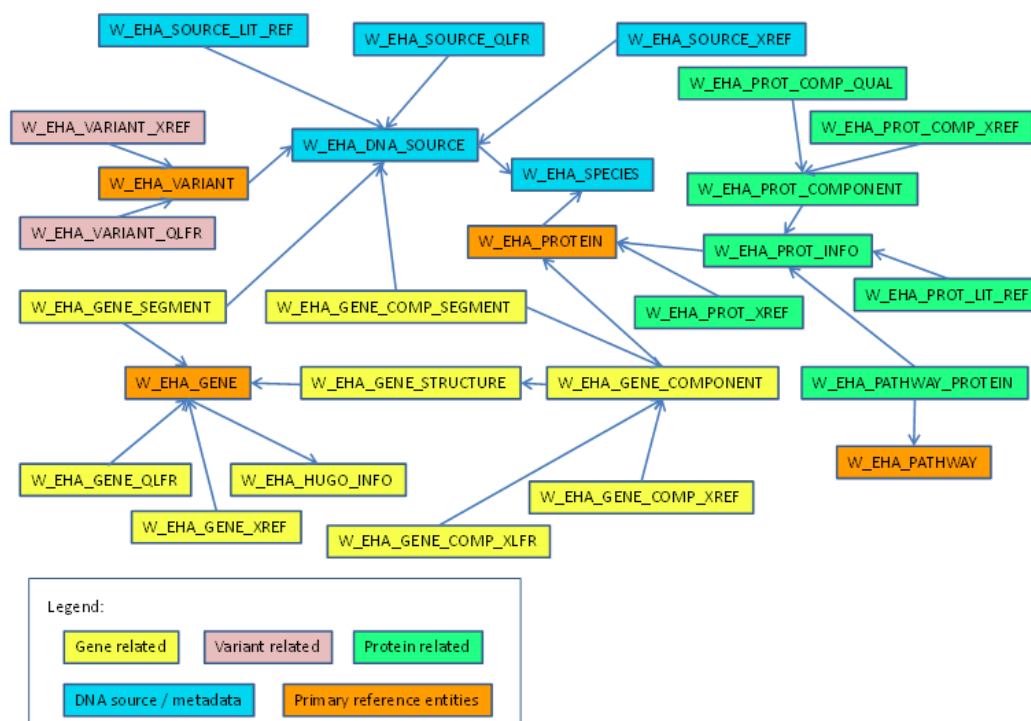 W_EHA_SOURCE_LIT_REF
W_EHA_SOURCE_QLFR
W_EHA_SOURCE_XREF
W_EHA_PROT_COMP_QUAL
W_EHA_VARIANT_XREF
W_EHA_PROT_COMP_XREF
W_EHA_DNA_SOURCE
W_EHA_VARIANT
W_EHA_SPECIES
W_EHA_PROT_COMPONENT
W_EHA_VARIANT_QLFR
W_EHA_PROTEIN
W_EHA_PROT_INFO
W_EHA_GENE_SEGMENT
W_EHA_GENE_COMP_SEGMENT
W_EHA_PROT_XREF
W_EHA_PROT_LIT_REF
W_EHA_GENE
W_EHA_GENE_STRUCTURE
W_EHA_GENE_COMPONENT
W_EHA_PATHWAY_PROTEIN
W_EHA_GENE_QLFR
W_EHA_HUGO_INFO
W_EHA_PATHWAY
W_EHA_GENE_COMP_XREF
W_EHA_GENE_XREF
W_EHA_GENE_COMP_XLFR
Legend:
Gene related
Variant related
Protein related
DNA source / metadata
Primary reference entities